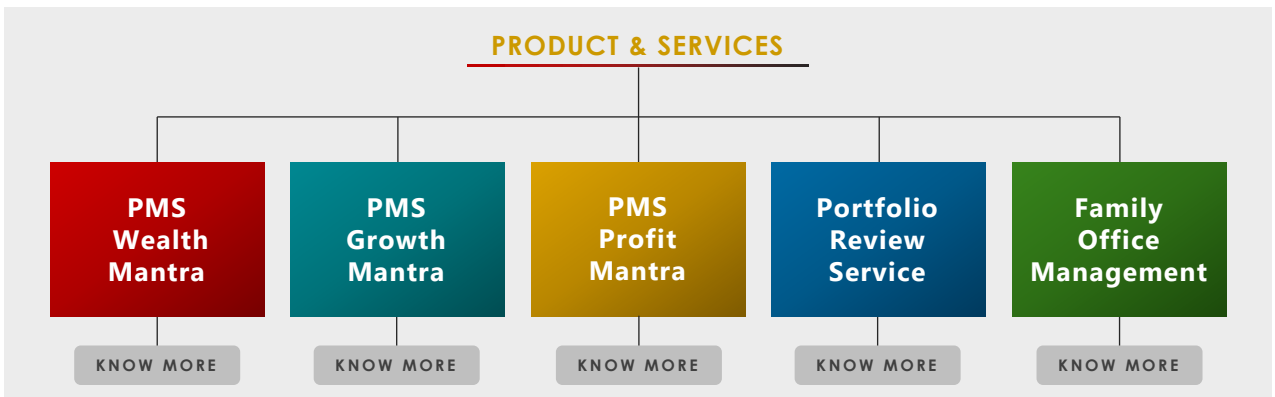 PRODUCT & SERVICES
PMS
Wealth
Mantra
PMS
Growth
Mantra
PMS
Profit
Mantra
Portfolio
Review
Service
Family
Office
Management
KNOW MORE
KNOW MORE
KNOW MORE
KNOW MORE
KNOW MORE